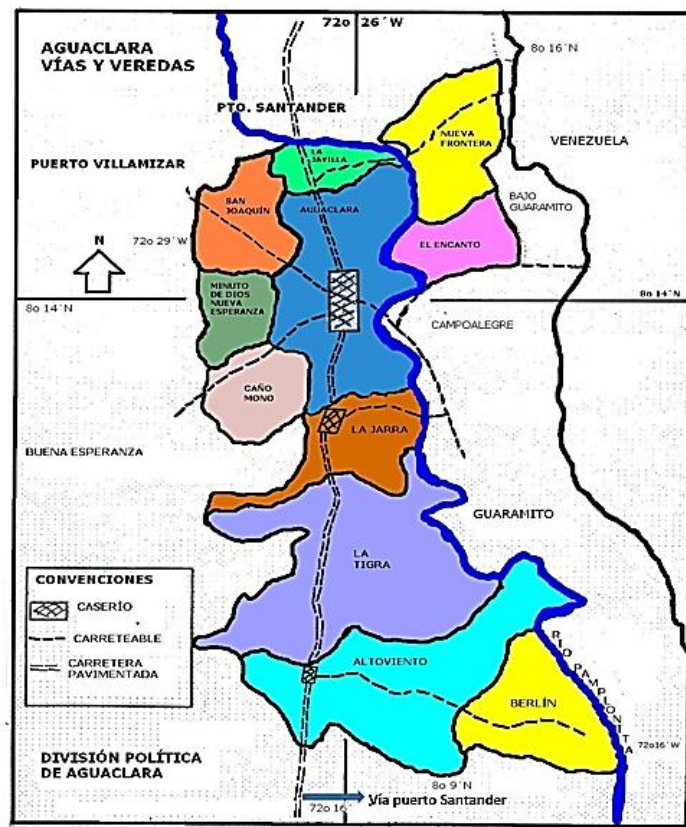 72o 26´W
AGUACLARA
VÍAS Y VEREDAS
8o 16´N
PTO. SANTANDER
NUEVA
FRONTERA
VENEZUELA
LA
JAVILLA
PUERTO VILLAMIZAR
SAN
JOAQUÍN
AGUACLARA
BAJO
GUARAMITO
72o 29´W
EL ENCANTO
N
MINUTO
DE DIOS
NUEVA
ESPERANZA
8o 14´N
8o 14´N
CAMPOALEGRE
CAÑO
MONO
LA JARRA
BUENA ESPERANZA
GUARAMITO
LA
TIGRA
CONVENCIONES
CASERÍO
CARRETEABLE
CARRETERA
PAVIMENTADA
ALTOVIENTO
RIO PAMPLONITA
BERLÍN
72o16´W
DIVISIÓN POLÍTICA
DE AGUACLARA
8o 9´N
72o 16´
Vía puerto Santander